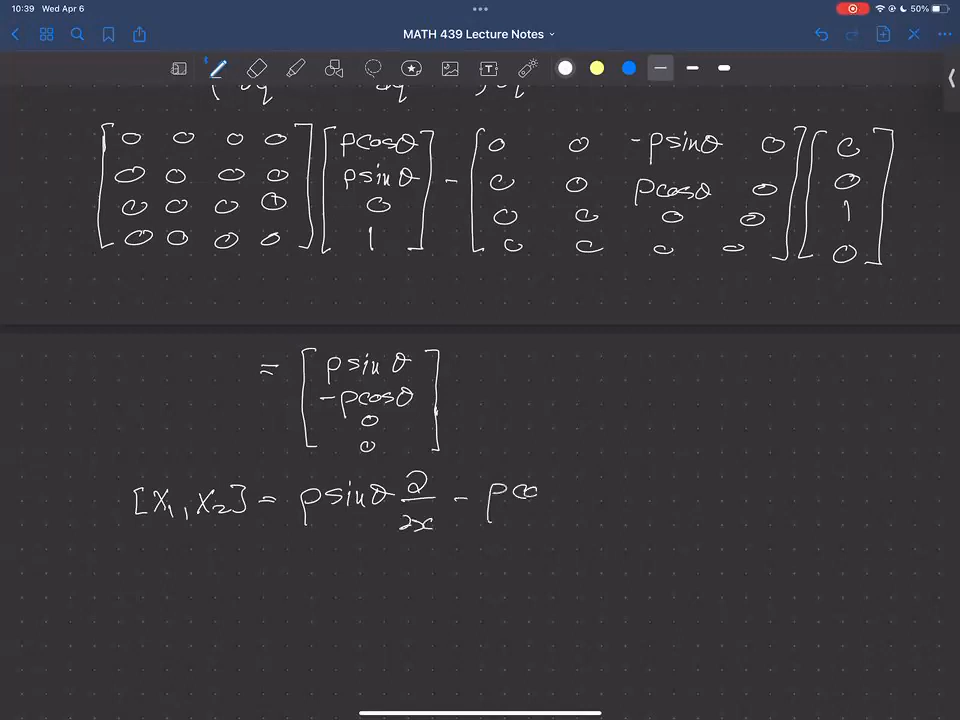 10:39 Wed Apr 6
50%
MATH 439 Lecture Notes
[0 0 0 0; 0 0 0 0; 0 0 0 0; 0 0 0 0] [ρcosθ; ρsinθ; 0; 1] - [0 0 -ρsinθ 0; 0 0 ρcosθ 0; 0 0 0 0; 0 0 0 0] [0; 0; 1; 0]
= [ρsinθ; -ρcosθ; 0; 0]
[X₁, X₂] = ρsinθ ∂/∂x - ρco